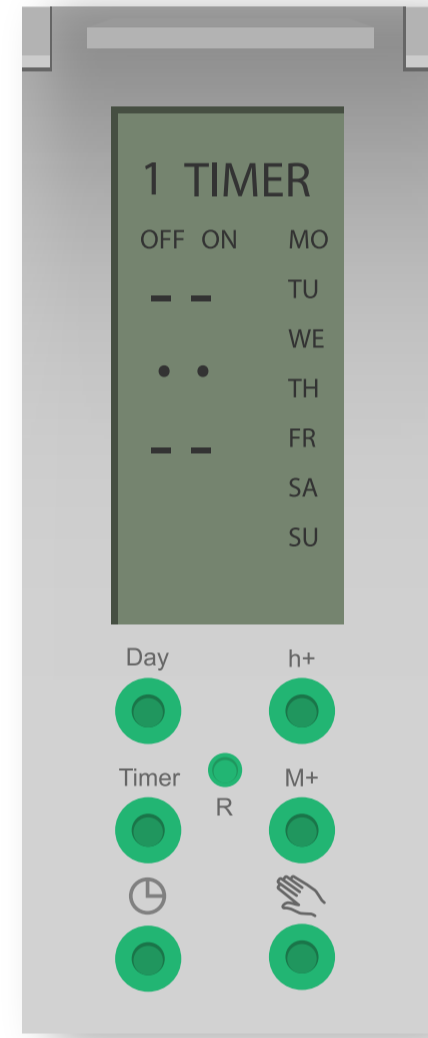 1 TIMER
OFF ON MO
-- TU
WE
: : TH
-- FR
SA
SU
Day h+
Timer M+
R